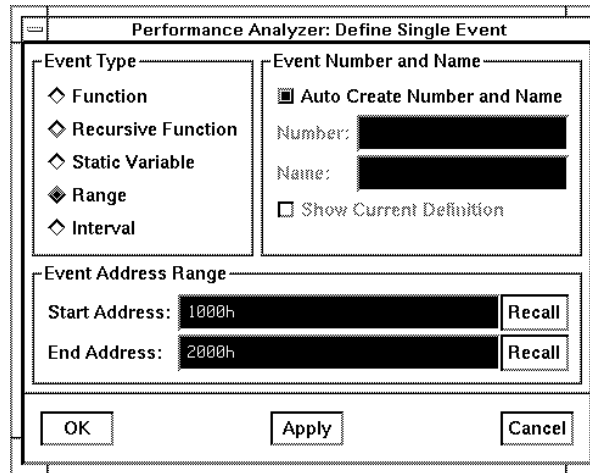 Performance Analyzer: Define Single Event
Event Type
Function
Recursive Function
Static Variable
Range
Interval
Event Number and Name
Auto Create Number and Name
Number:
Name:
Show Current Definition
Event Address Range
Start Address: 1000h Recall
End Address: 2000h Recall
OK Apply Cancel